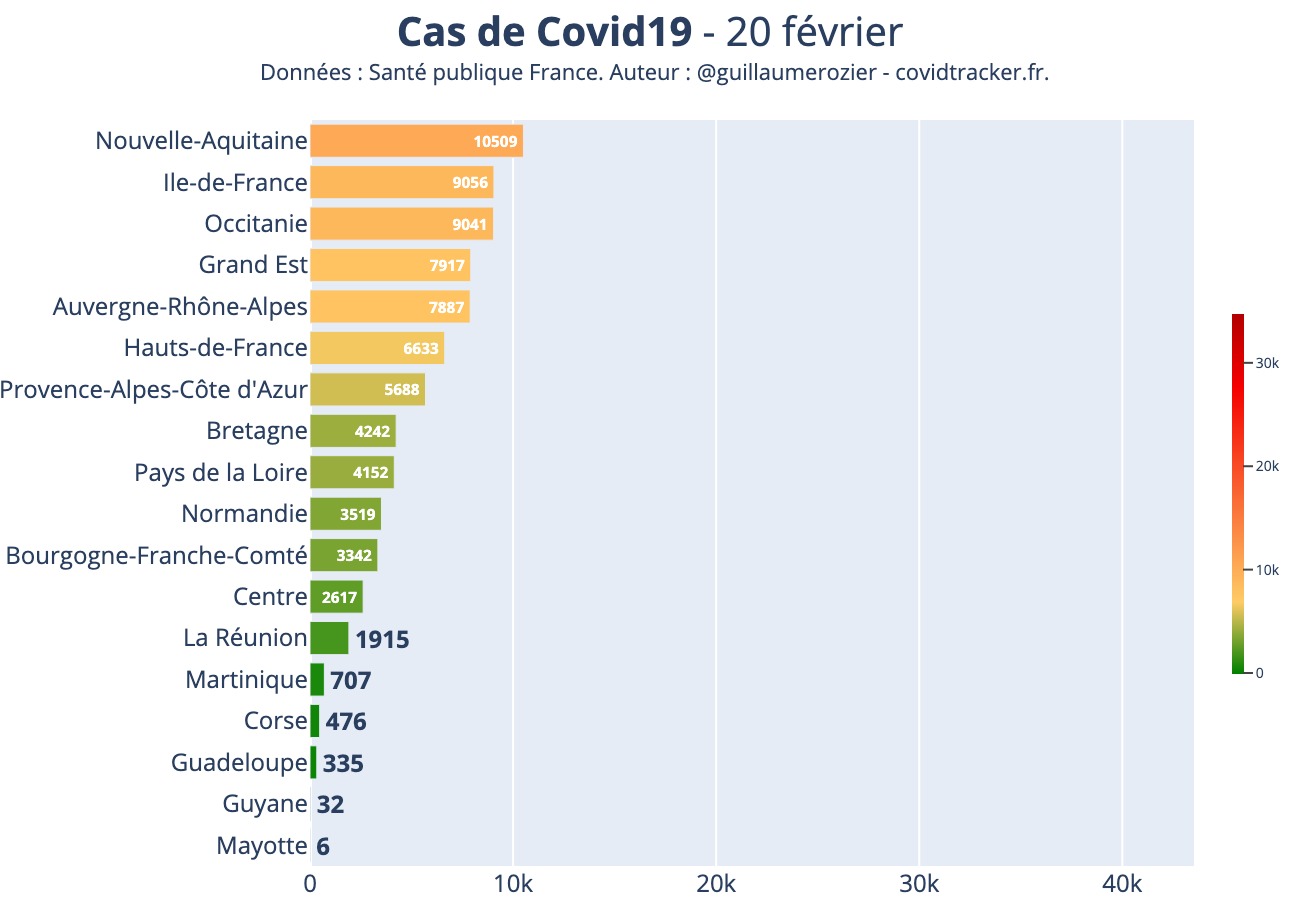 Cas de Covid19 - 20 février
Données : Santé publique France. Auteur : @guillaumerozier - covidtracker.fr.
Nouvelle-Aquitaine 10509
Ile-de-France 9056
Occitanie 9041
Grand Est 7917
Auvergne-Rhône-Alpes 7887
Hauts-de-France 6633
Provence-Alpes-Côte d'Azur 5688
Bretagne 4242
Pays de la Loire 4152
Normandie 3519
Bourgogne-Franche-Comté 3342
Centre 2617
La Réunion 1915
Martinique 707
Corse 476
Guadeloupe 335
Guyane 32
Mayotte 6
0 10k 20k 30k 40k
30k
20k
10k
0